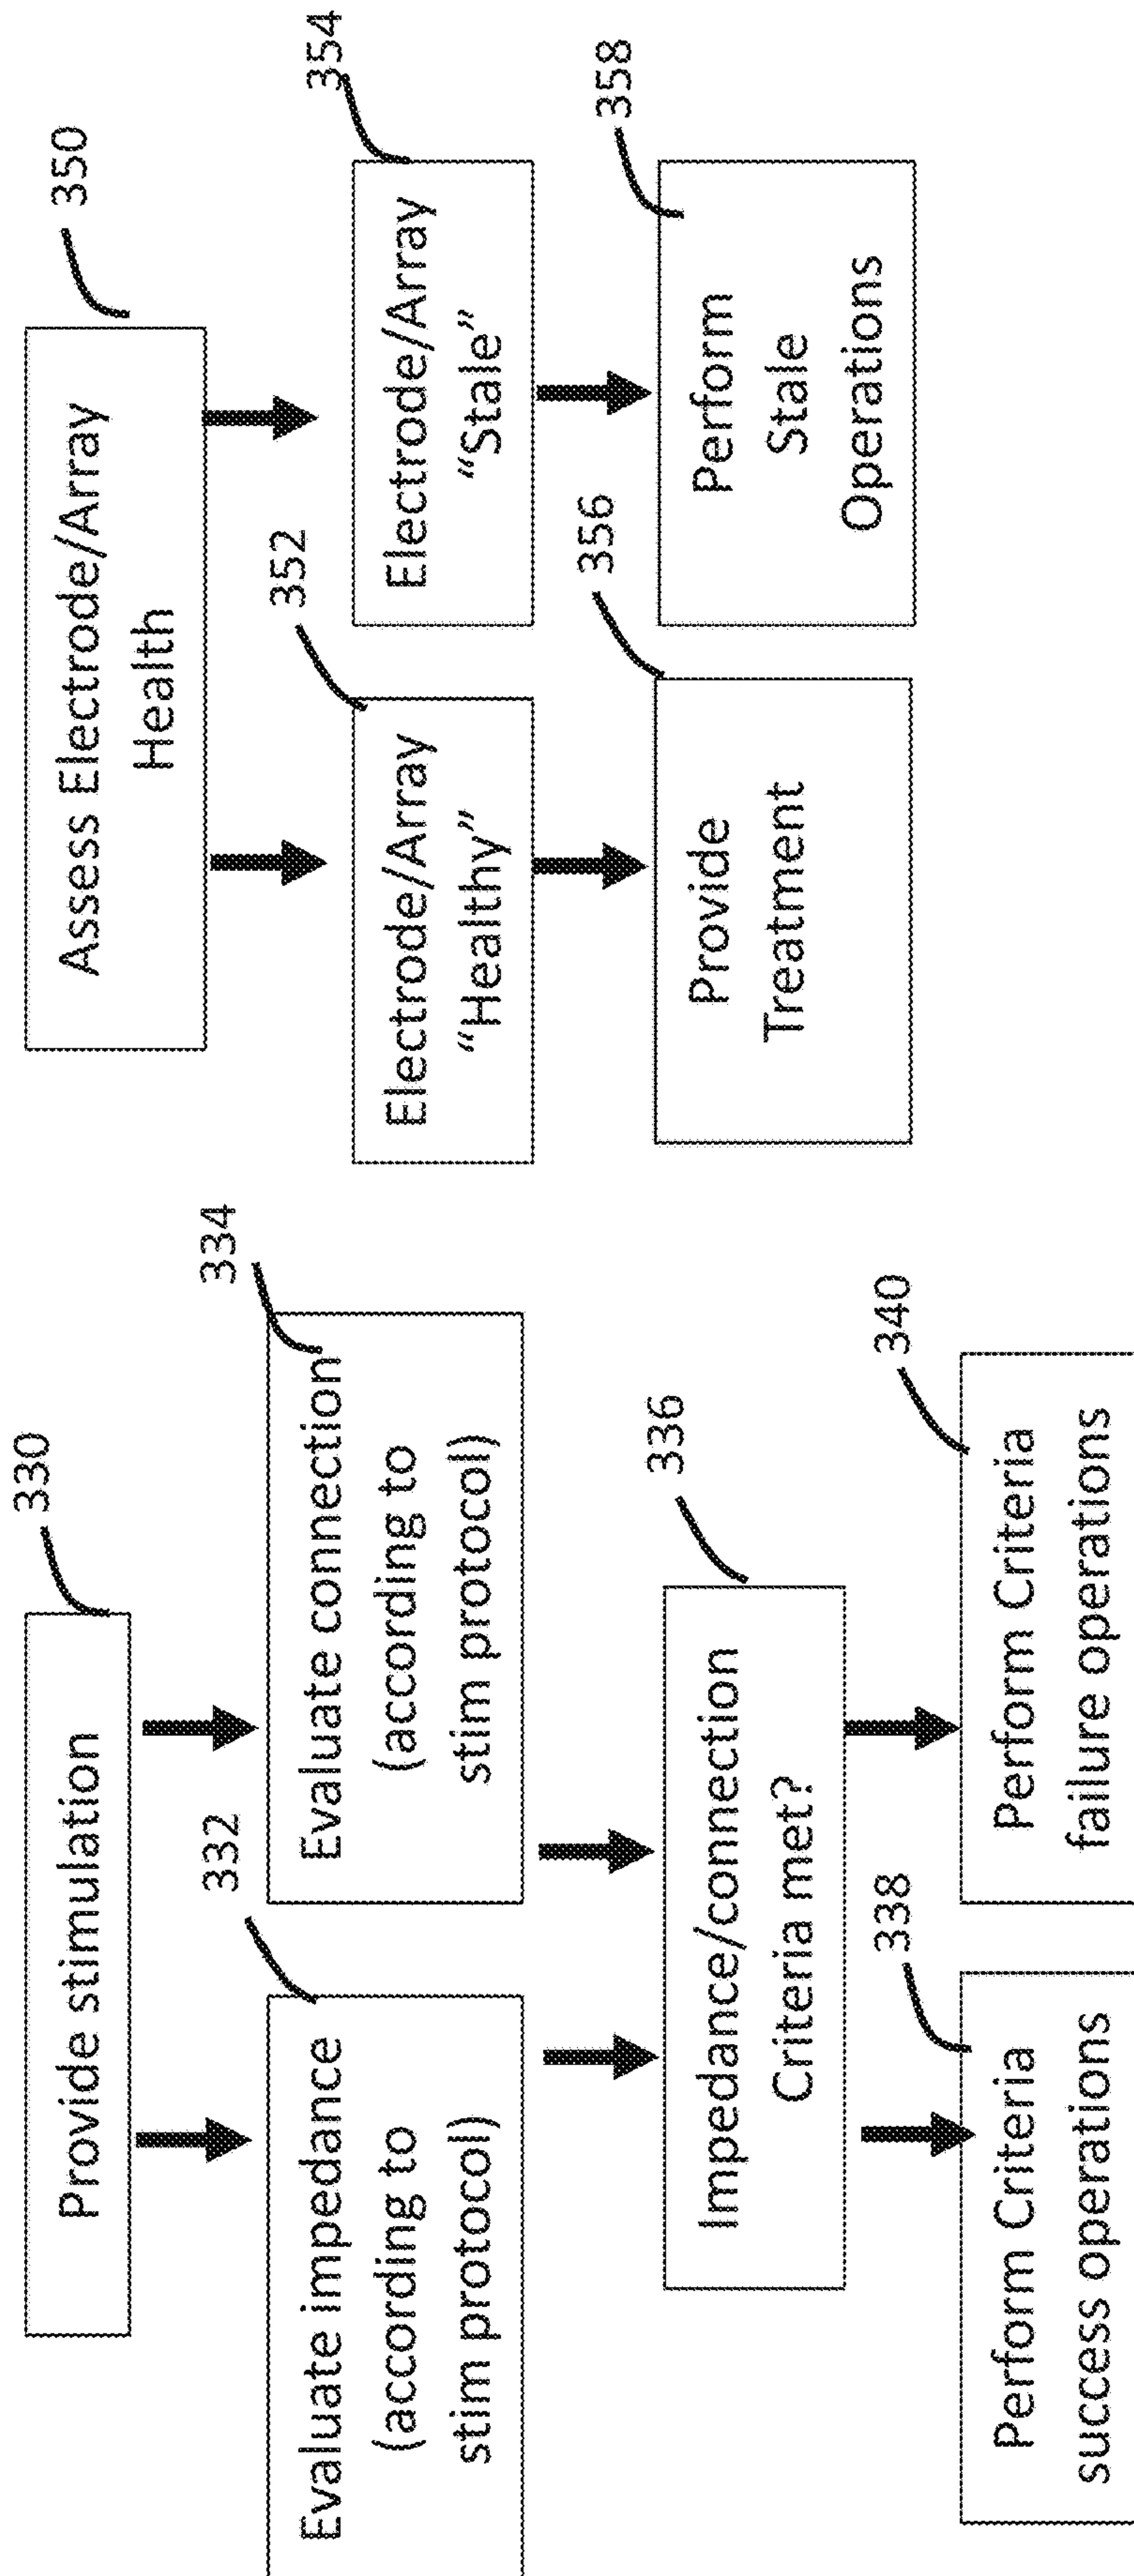 330
Provide stimulation
332
334
Evaluate impedance
(according to
stim protocol)
Evaluate connection
(according to
stim protocol)
336
Impedance/connection
Criteria met?
338
340
Perform Criteria
success operations
Perform Criteria
failure operations
350
Assess Electrode/Array
Health
352
354
Electrode/Array
“Healthy”
Electrode/Array
“Stale”
356
358
Provide
Treatment
Perform
Stale
Operations